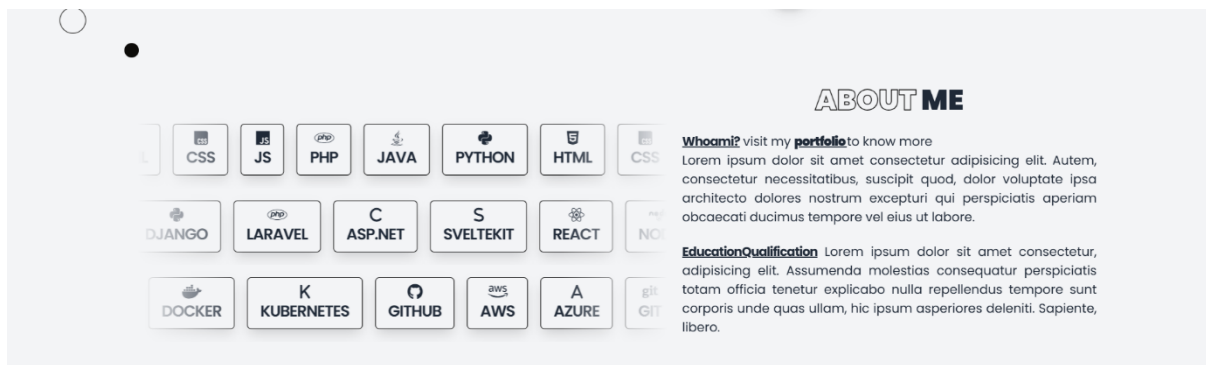 ABOUT ME
CSS JS PHP JAVA PYTHON HTML CSS
DJANGO LARAVEL C ASP.NET S SVELTEKIT REACT
DOCKER K KUBERNETES GITHUB aws AWS A AZURE git
Whoami? visit my portfolio to know more
Lorem ipsum dolor sit amet consectetur adipisicing elit. Autem,
consectetur necessitatibus, suscipit quod, dolor voluptate ipsa
architecto dolores nostrum excepturi qui perspiciatis aperiam
obcaecati ducimus tempore vel eius ut labore.
EducationQualification Lorem ipsum dolor sit amet consectetur,
adipisicing elit. Assumenda molestias consequatur perspiciatis
totam officia tenetur explicabo nulla repellendus tempore sunt
corporis unde quas ullam, hic ipsum asperiores deleniti. Sapiente,
libero.